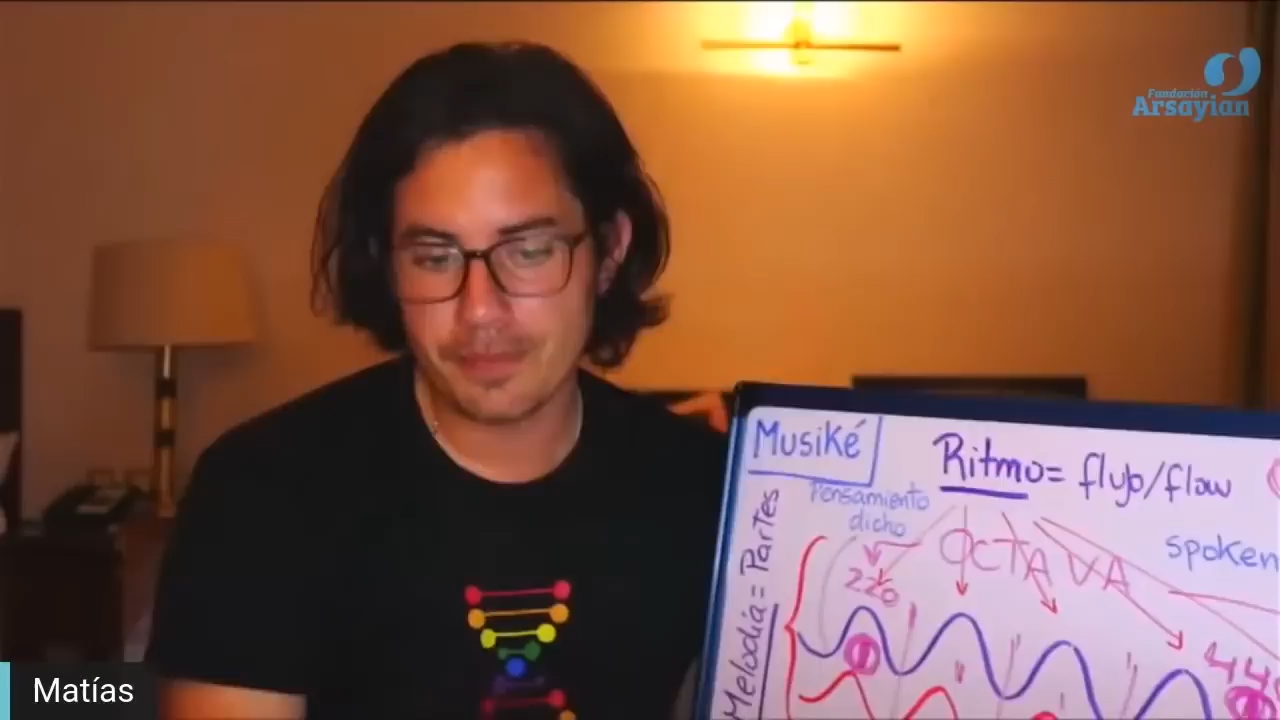 Fundación
Arsayian
Musiké
Ritmo= flujo/flow
Pensamiento
dicho
OCTAVA
spoken
220
Melodía = Partes
Matías